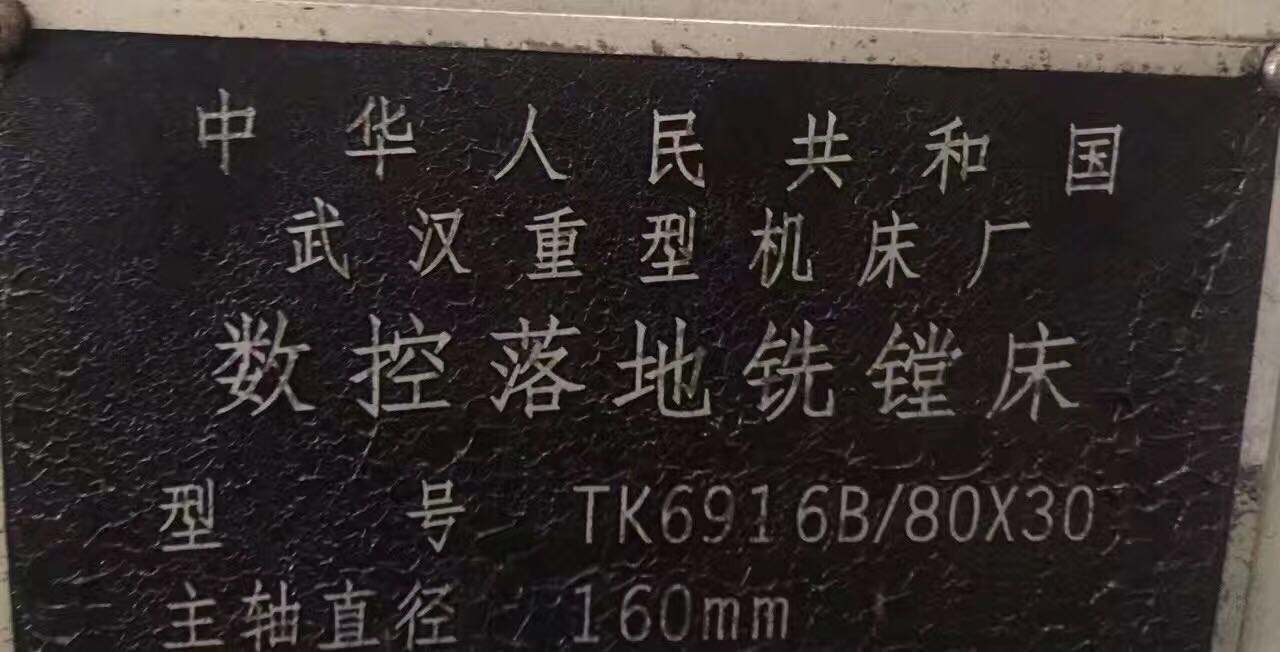 中华人民共和国
武汉重型机床厂
数控落地铣镗床
型号 TK6916B/80X30
主轴直径 160mm